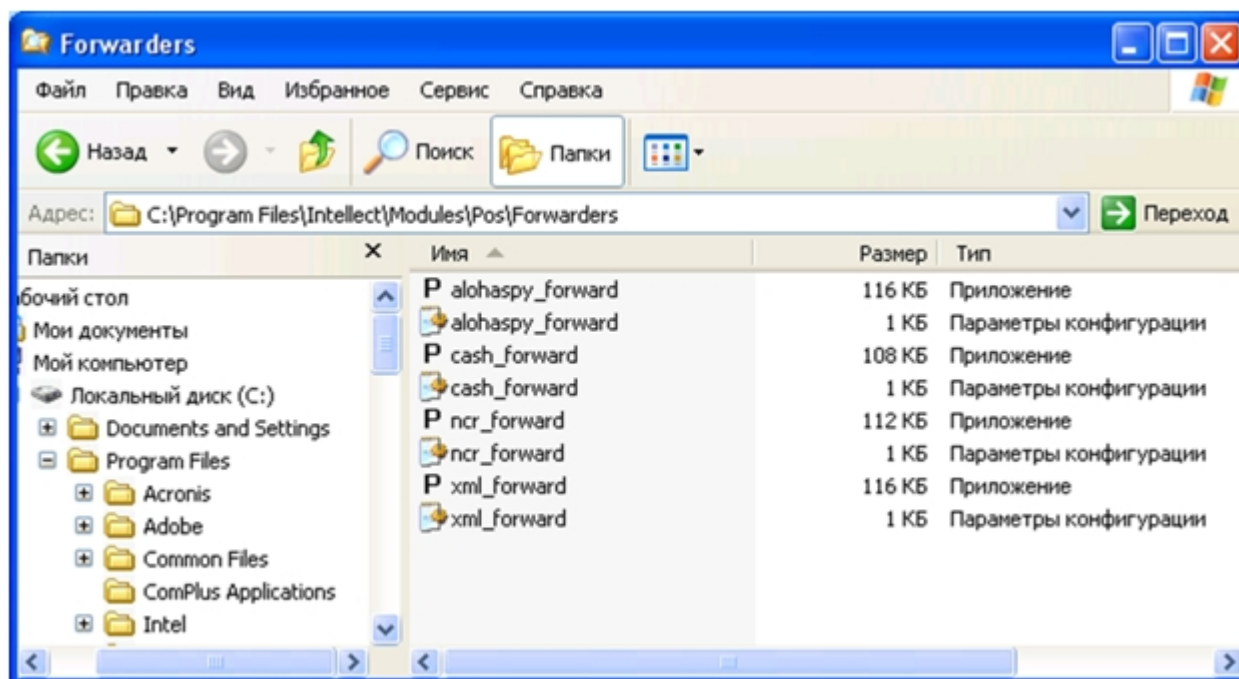 Forwarders
Файл Правка Вид Избранное Сервис Справка
Назад Поиск Папки
Адрес: C:\Program Files\Intellect\Modules\Pos\Forwarders Переход
Папки
бочий стол
Мои документы
Мой компьютер
Локальный диск (C:)
Documents and Settings
Program Files
Acronis
Adobe
Common Files
ComPlus Applications
Intel
Имя Размер Тип
P alohaspy_forward 116 КБ Приложение
alohaspy_forward 1 КБ Параметры конфигурации
P cash_forward 108 КБ Приложение
cash_forward 1 КБ Параметры конфигурации
P ncr_forward 112 КБ Приложение
ncr_forward 1 КБ Параметры конфигурации
P xml_forward 116 КБ Приложение
xml_forward 1 КБ Параметры конфигурации